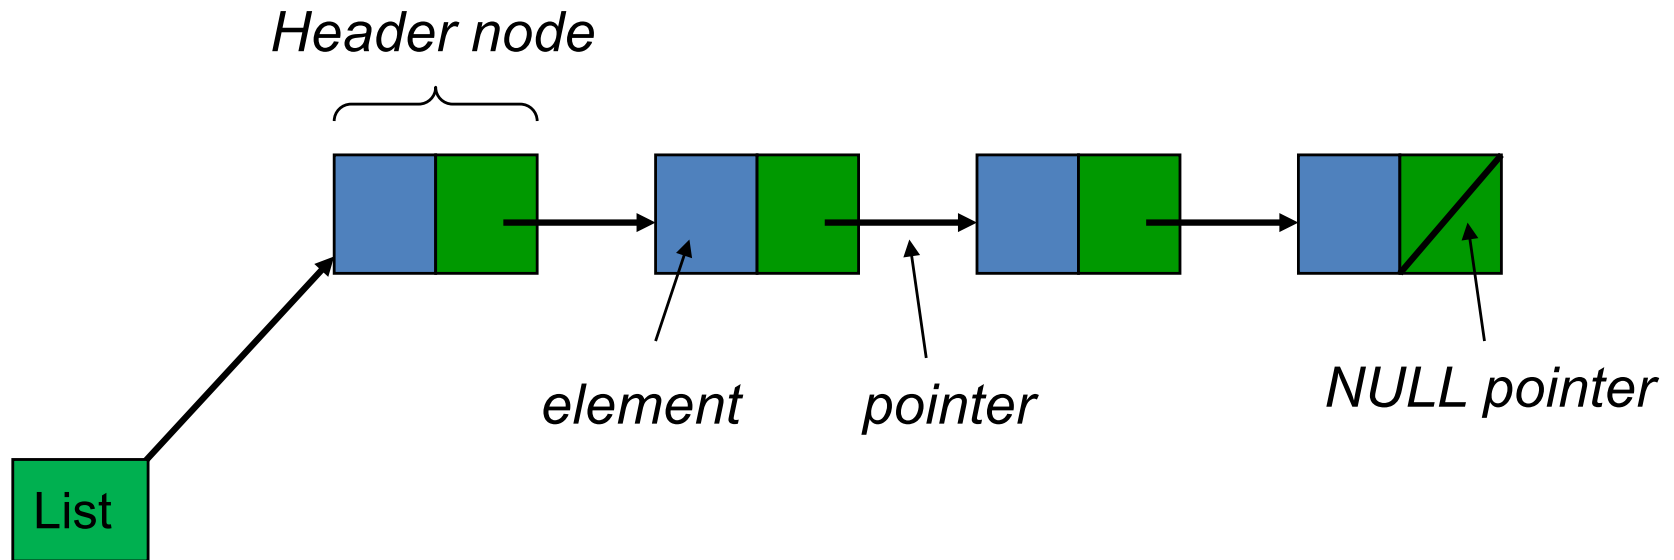 Header node
element
pointer
NULL pointer
List